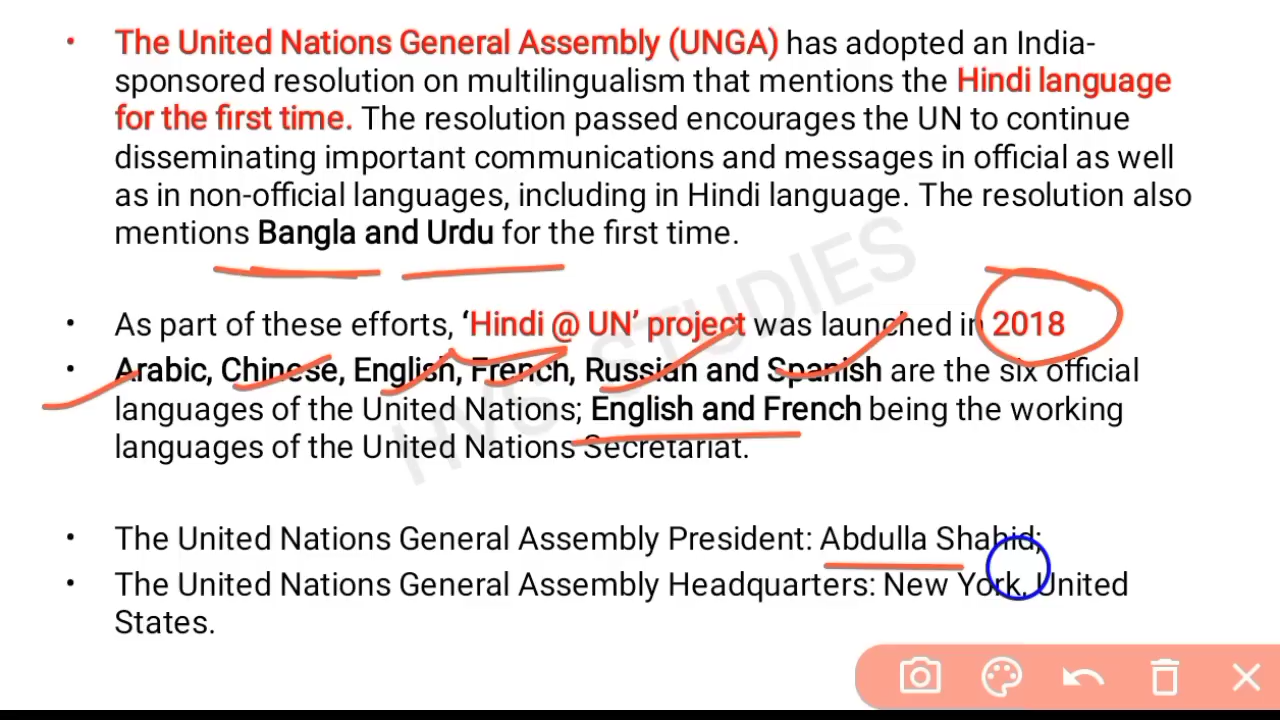 • The United Nations General Assembly (UNGA) has adopted an India-
sponsored resolution on multilingualism that mentions the Hindi language
for the first time. The resolution passed encourages the UN to continue
disseminating important communications and messages in official as well
as in non-official languages, including in Hindi language. The resolution also
mentions Bangla and Urdu for the first time.
• As part of these efforts, ‘Hindi @ UN’ project was launched in 2018
• Arabic, Chinese, English, French, Russian and Spanish are the six official
languages of the United Nations; English and French being the working
languages of the United Nations Secretariat.
• The United Nations General Assembly President: Abdulla Shahid;
• The United Nations General Assembly Headquarters: New York, United
States.
HVS STUDIES